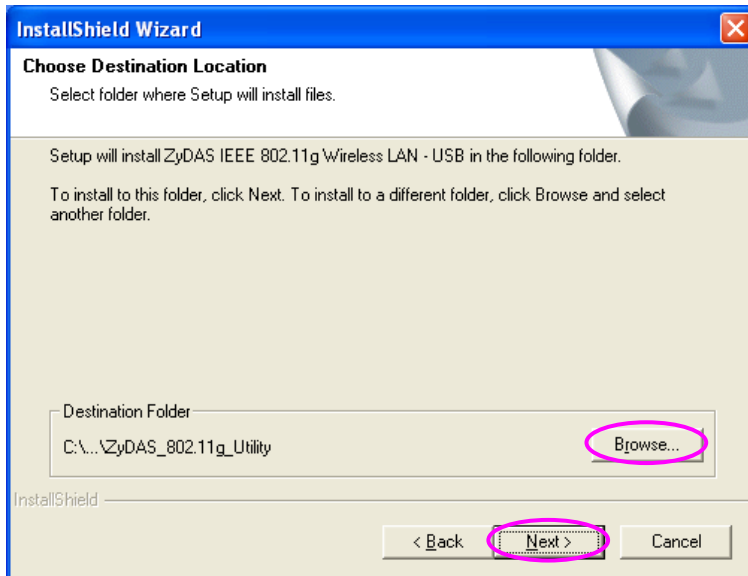 InstallShield Wizard
Choose Destination Location
Select folder where Setup will install files.
Setup will install ZyDAS IEEE 802.11g Wireless LAN - USB in the following folder.
To install to this folder, click Next. To install to a different folder, click Browse and select
another folder.
Destination Folder
C:\...\ZyDAS_802.11g_Utility
Browse...
InstallShield
< Back
Next >
Cancel